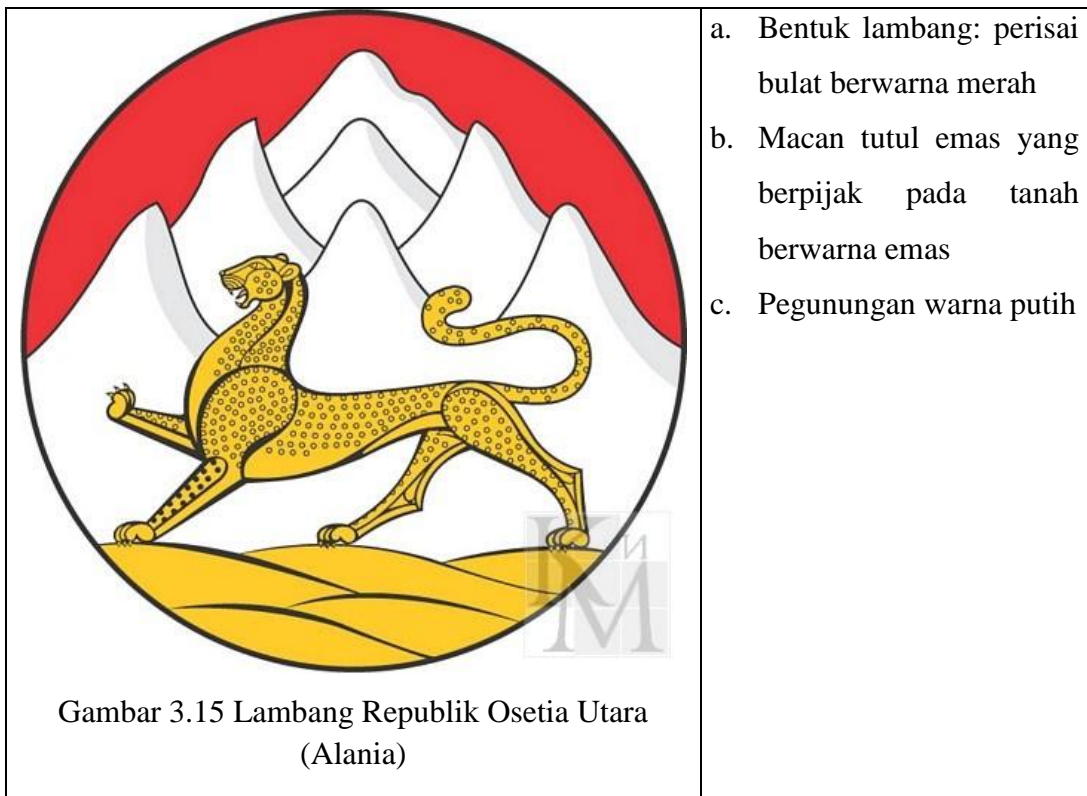 a. Bentuk lambang: perisai
bulat berwarna merah
b. Macan tutul emas yang
berpijak pada tanah
berwarna emas
c. Pegunungan warna putih
К И
М
Gambar 3.15 Lambang Republik Osetia Utara
(Alania)